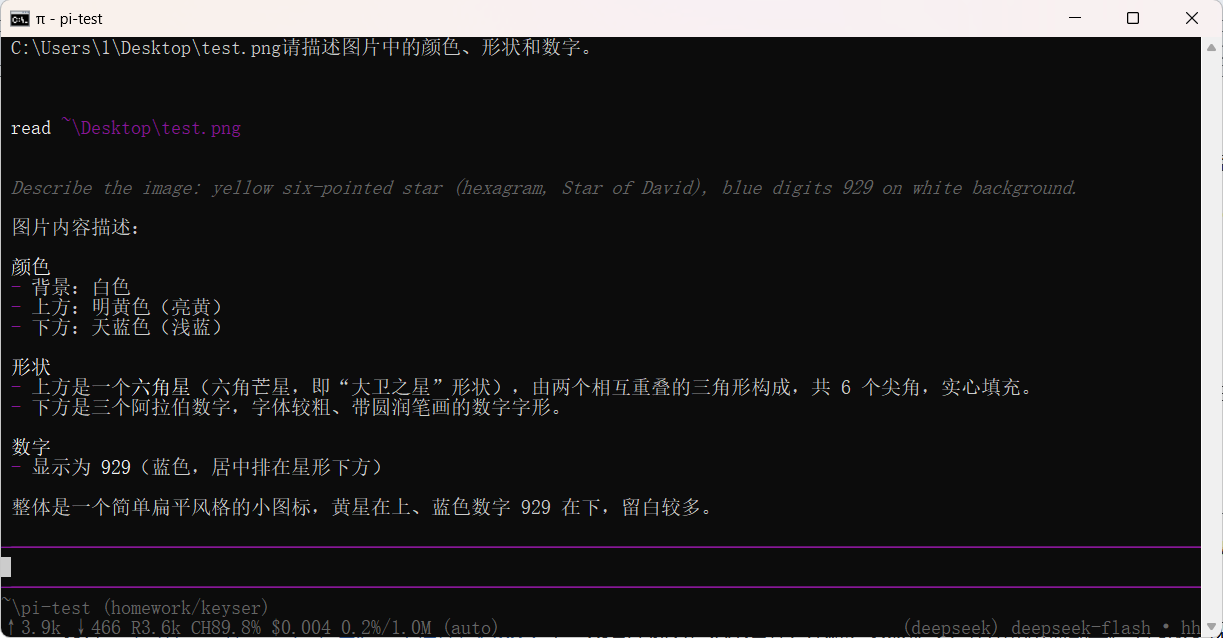 π - pi-test
C:\Users\1\Desktop\test.png请描述图片中的颜色、形状和数字。
read ~\Desktop\test.png
Describe the image: yellow six-pointed star (hexagram, Star of David), blue digits 929 on white background.
图片内容描述：
颜色
- 背景：白色
- 上方：明黄色（亮黄）
- 下方：天蓝色（浅蓝）
形状
- 上方是一个六角星（六角芒星，即“大卫之星”形状），由两个相互重叠的三角形构成，共 6 个尖角，实心填充。
- 下方是三个阿拉伯数字，字体较粗、带圆润笔画的数字字形。
数字
- 显示为 929（蓝色，居中排在星形下方）
整体是一个简单扁平风格的小图标，黄星在上、蓝色数字 929 在下，留白较多。
~\pi-test (homework/keyser)
↑3.9k ↓466 R3.6k CH89.8% $0.004 0.2%/1.0M (auto) (deepseek) deepseek-flash • hh